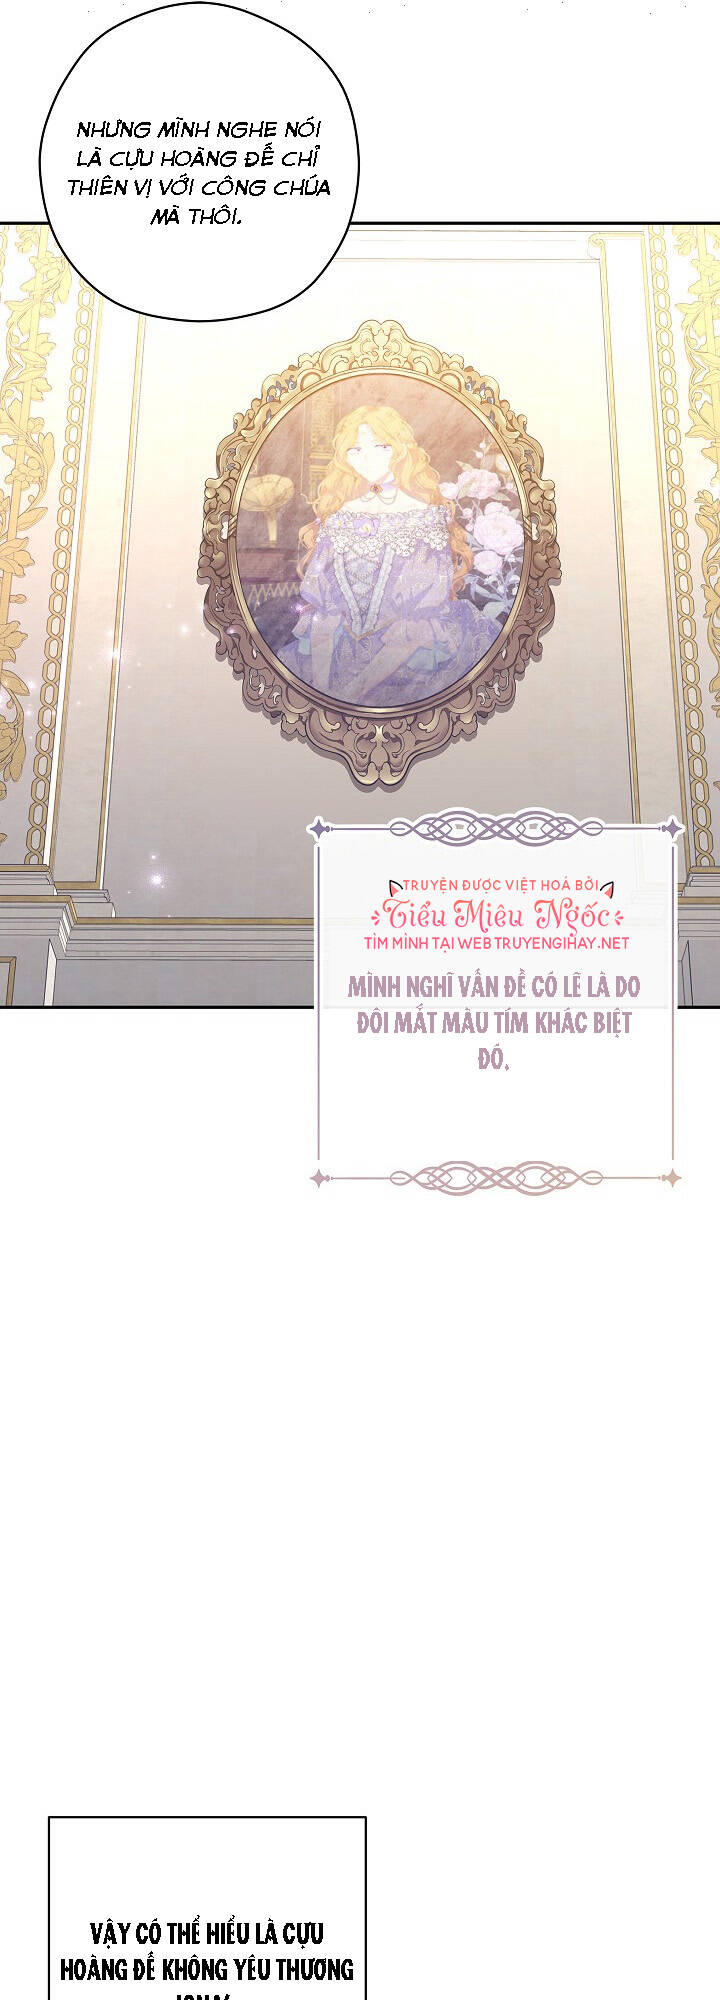 NHƯNG MÌNH NGHE NÓI
LÀ CỰU HOÀNG ĐẾ CHỈ
THIÊN VỊ VỚI CÔNG CHÚA
MÀ THÔI.
TRUYỆN ĐƯỢC VIỆT HOÁ BỞI
TIỂU MIÊU NGỐC
TÌM MÌNH TẠI WEBTRUYENGIHAY.NET
MÌNH NGHĨ VẤN ĐỀ CÓ LẼ LÀ DO
ĐÔI MẮT MÀU TÍM KHÁC BIỆT
ĐÓ.
VẬY CÓ THỂ HIỂU LÀ CỰU
HOÀNG ĐẾ KHÔNG YÊU THƯƠNG